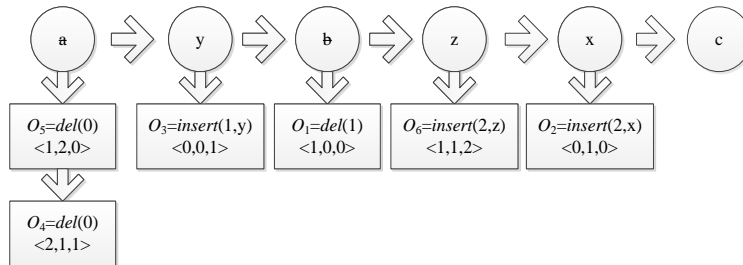 a y b z x c
O5=del(0) O3=insert(1,y) O1=del(1) O6=insert(2,z) O2=insert(2,x)
<1,2,0> <0,0,1> <1,0,0> <1,1,2> <0,1,0>
O4=del(0)
<2,1,1>